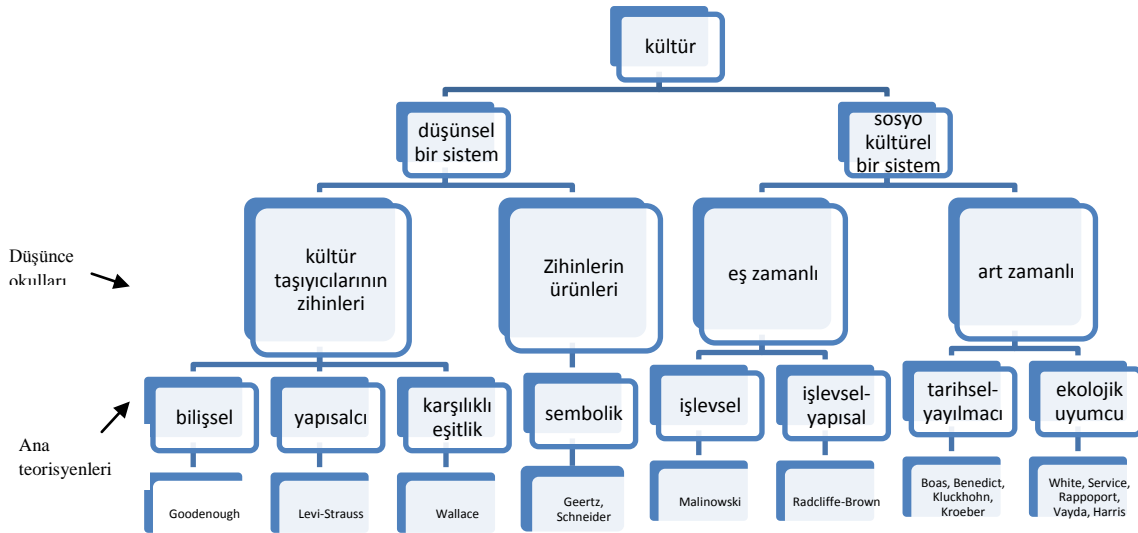 kültür
düşünsel
bir sistem
sosyo
kültürel
bir sistem
Düşünce
okulları
kültür
taşıyıcılarının
zihinleri
Zihinlerin
ürünleri
eş zamanlı
art zamanlı
Ana
teorisyenleri
bilişsel
yapısalcı
karşılıklı
eşitlik
sembolik
işlevsel
işlevsel-
yapısal
tarihsel-
yayılmacı
ekolojik
uyumcu
Goodenough
Levi-Strauss
Wallace
Geertz,
Schneider
Malinowski
Radcliffe-Brown
Boas, Benedict,
Kluckhohn,
Kroeber
White, Service,
Rappoport,
Vayda, Harris